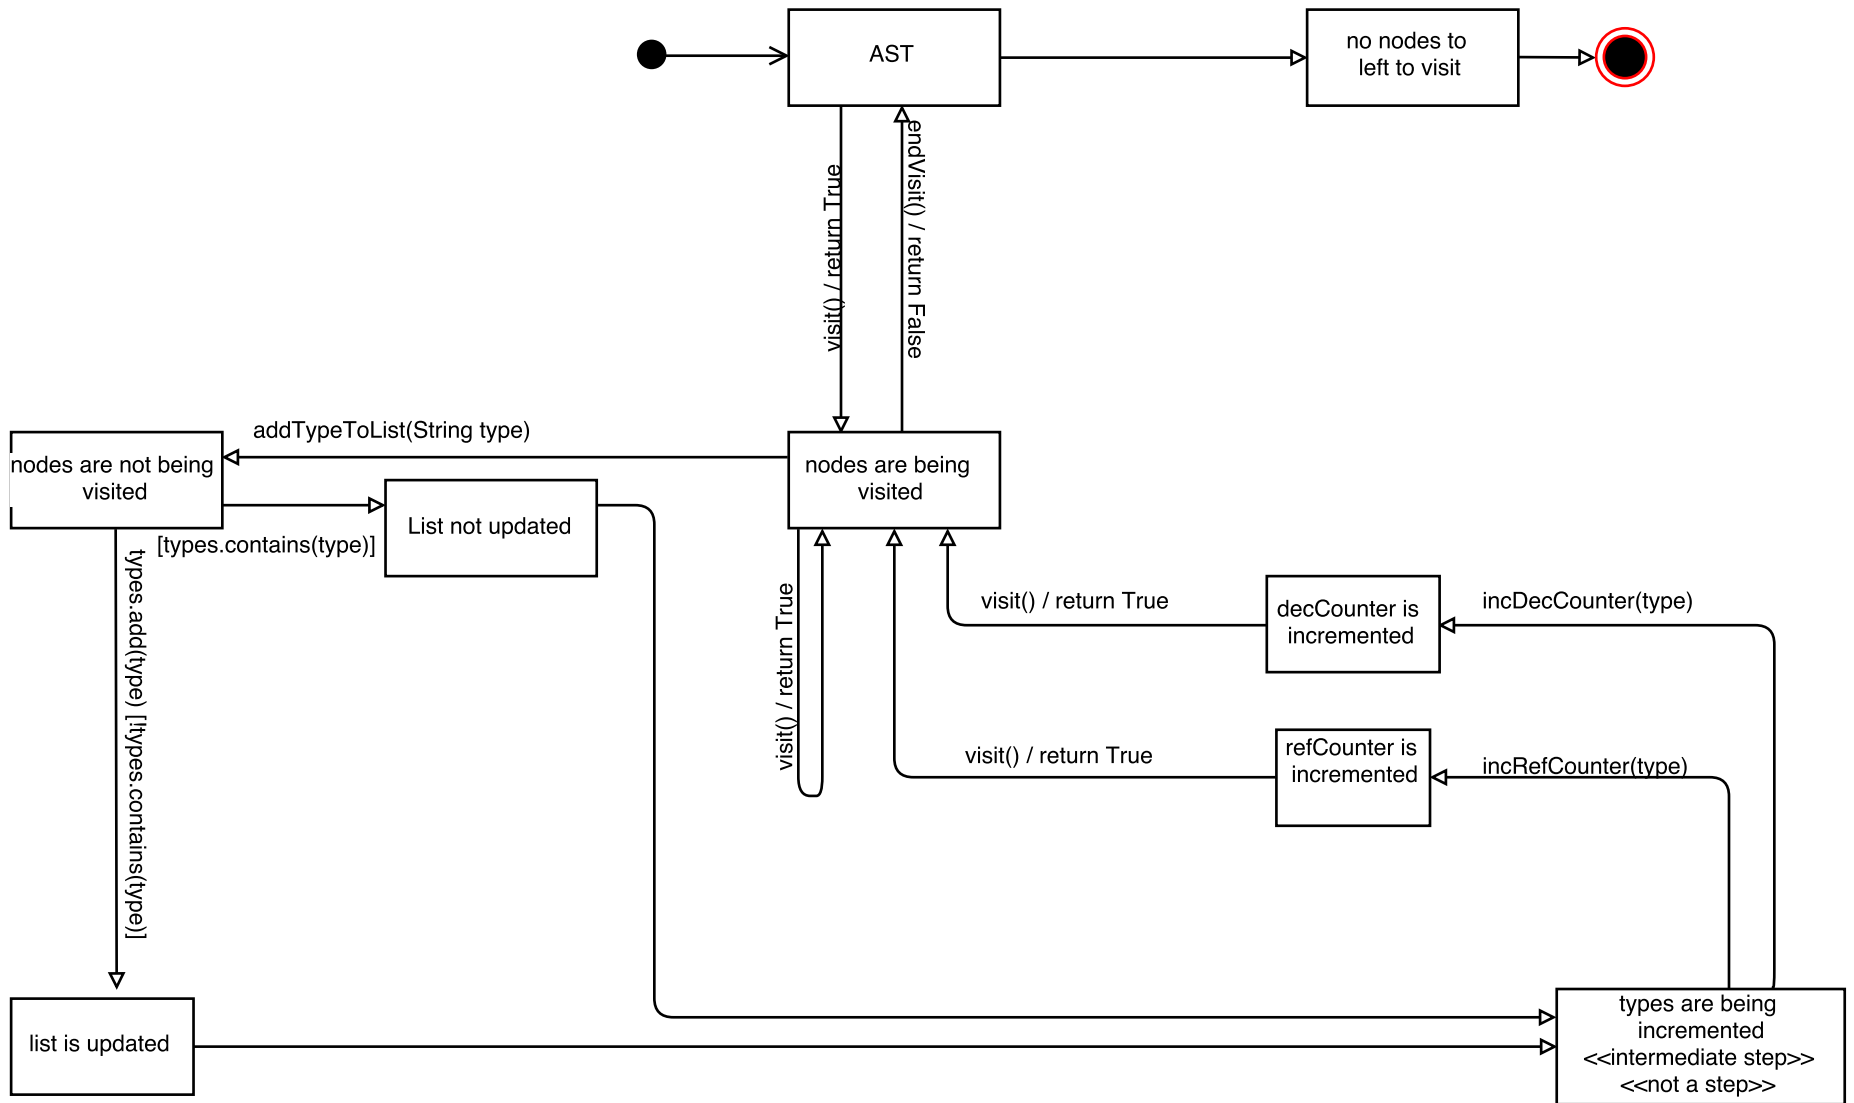 AST
no nodes to
left to visit
visit() / return True
endVisit() / return False
addTypeToList(String type)
nodes are not being
visited
nodes are being
visited
List not updated
[types.contains(type)]
types.add(type) [!types.contains(type)]
visit() / return True
visit() / return True
decCounter is
incremented
incDecCounter(type)
visit() / return True
refCounter is
incremented
incRefCounter(type)
list is updated
types are being
incremented
<<intermediate step>>
<<not a step>>